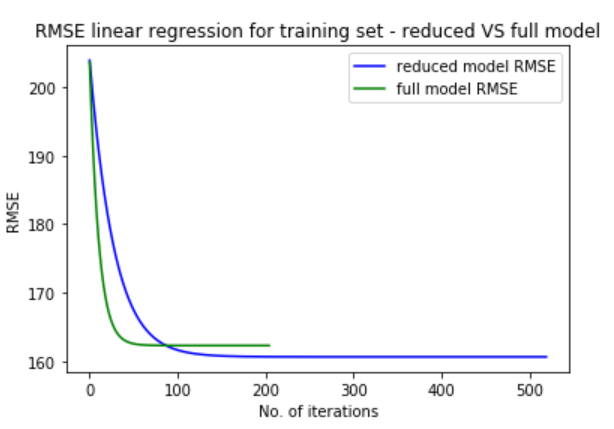 RMSE linear regression for training set - reduced VS full model
reduced model RMSE
full model RMSE
200
190
180
170
160
RMSE
0 100 200 300 400 500
No. of iterations